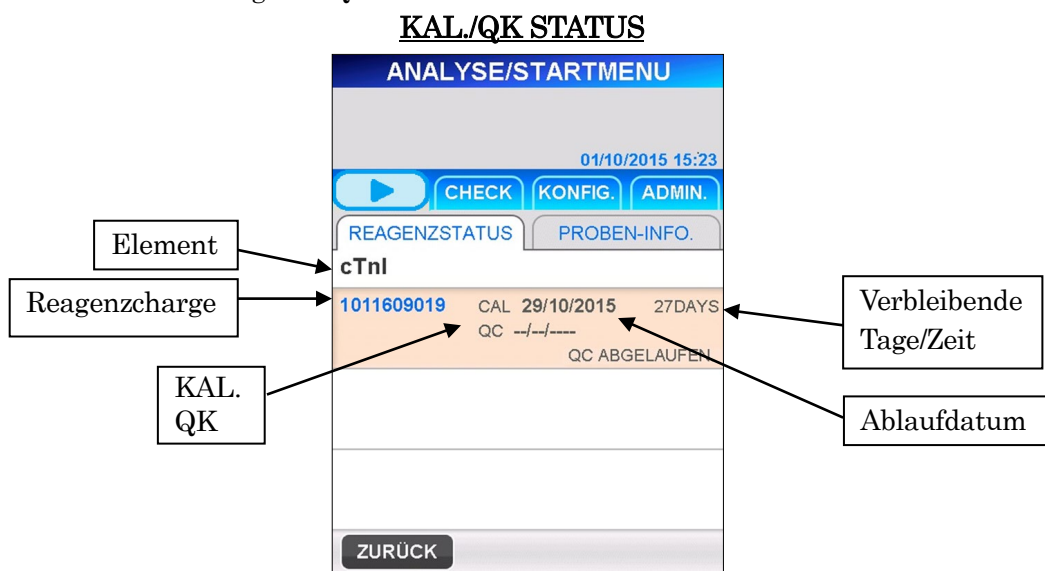 KAL./QK STATUS
ANALYSE/STARTMENU
01/10/2015 15:23
CHECK KONFIG. ADMIN.
REAGENZSTATUS PROBEN-INFO.
Element
cTnI
Reagenzcharge
1011609019 CAL 29/10/2015 27DAYS
QC --/--/----
QC ABGELAUFEN
Verbleibende
Tage/Zeit
KAL.
QK
Ablaufdatum
ZURÜCK